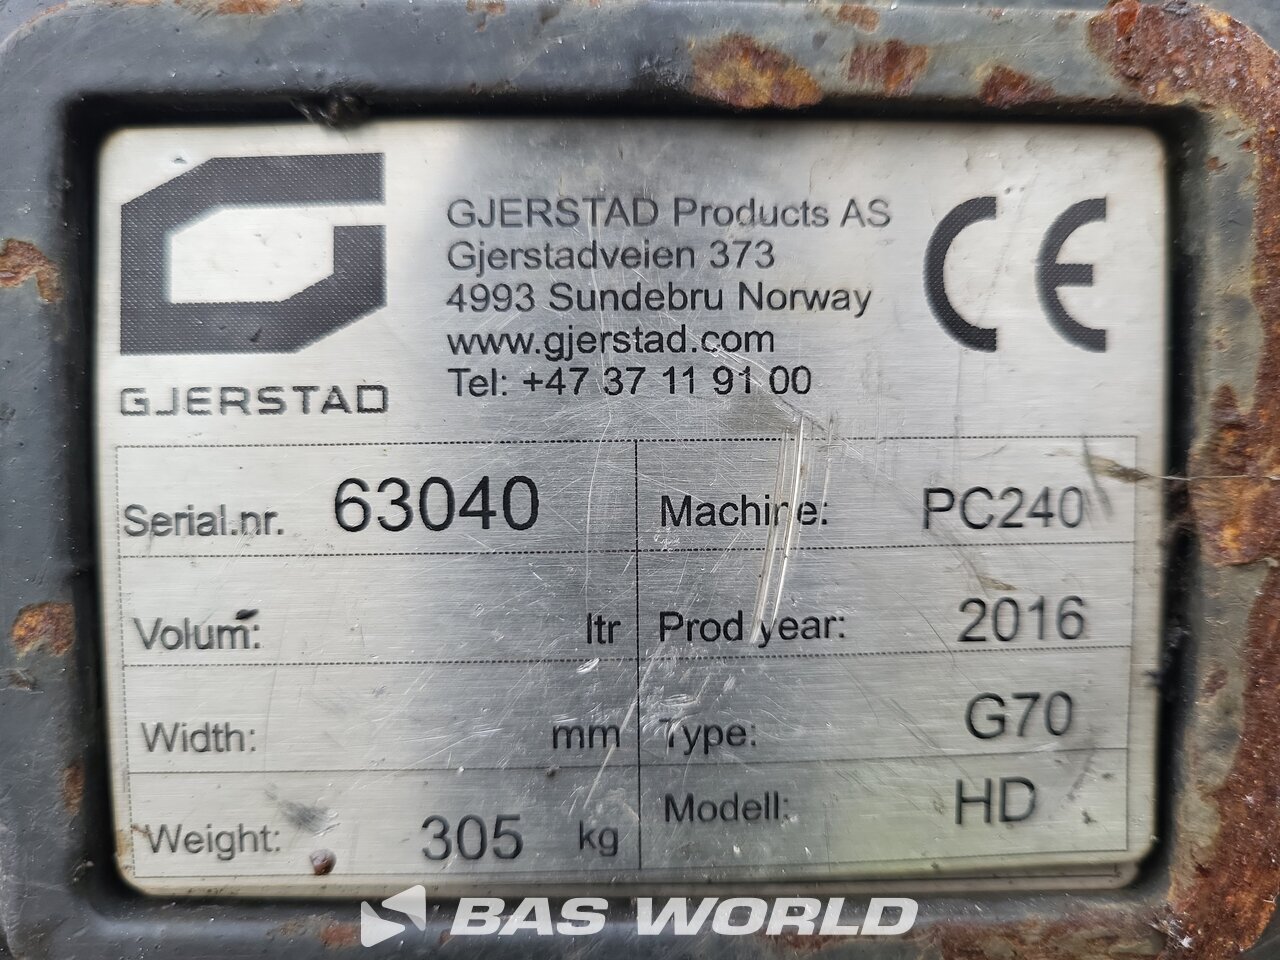 GJERSTAD
GJERSTAD Products AS
Gjerstadveien 373
4993 Sundebru Norway
www.gjerstad.com
Tel: +47 37 11 91 00
CE
Serial.nr. 63040
Machine: PC240
Volum: ltr
Prod year: 2016
Width: mm
Type: G70
Weight: 305 kg
Modell: HD
BAS WORLD